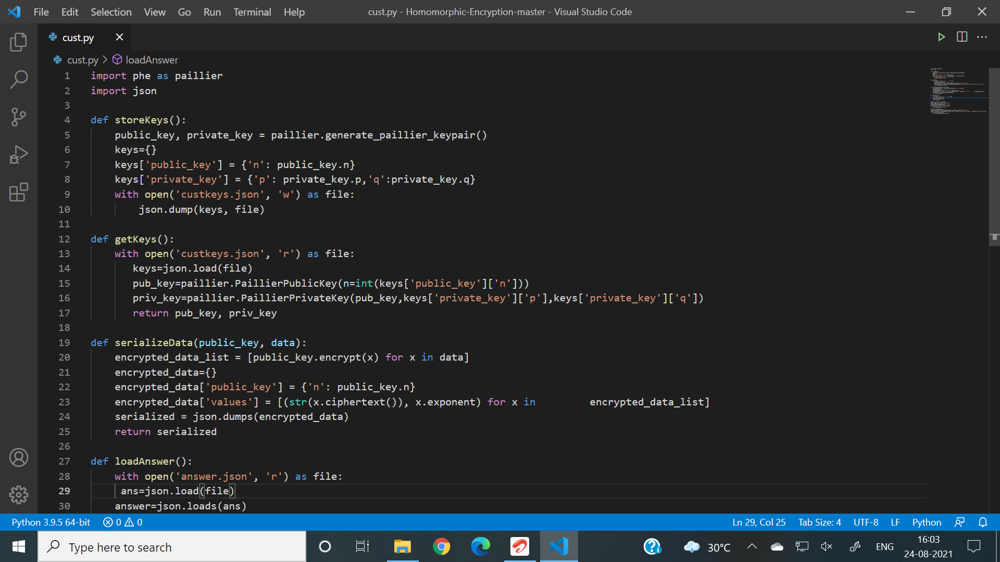 File Edit Selection View Go Run Terminal Help cust.py - Homomorphic-Encryption-master - Visual Studio Code
cust.py
cust.py > loadAnswer
1 import phe as paillier
2 import json
3
4 def storeKeys():
5 public_key, private_key = paillier.generate_paillier_keypair()
6 keys={}
7 keys['public_key'] = {'n': public_key.n}
8 keys['private_key'] = {'p': private_key.p,'q':private_key.q}
9 with open('custkeys.json', 'w') as file:
10 json.dump(keys, file)
11
12 def getKeys():
13 with open('custkeys.json', 'r') as file:
14 keys=json.load(file)
15 pub_key=paillier.PaillierPublicKey(n=int(keys['public_key']['n']))
16 priv_key=paillier.PaillierPrivateKey(pub_key,keys['private_key']['p'],keys['private_key']['q'])
17 return pub_key, priv_key
18
19 def serializeData(public_key, data):
20 encrypted_data_list = [public_key.encrypt(x) for x in data]
21 encrypted_data={}
22 encrypted_data['public_key'] = {'n': public_key.n}
23 encrypted_data['values'] = [(str(x.ciphertext()), x.exponent) for x in encrypted_data_list]
24 serialized = json.dumps(encrypted_data)
25 return serialized
26
27 def loadAnswer():
28 with open('answer.json', 'r') as file:
29 ans=json.load(file)
30 answer=json.loads(ans)
Python 3.9.5 64-bit 0 0 Ln 29, Col 25 Tab Size: 4 UTF-8 LF Python
Type here to search 30°C ENG 16:03
24-08-2021